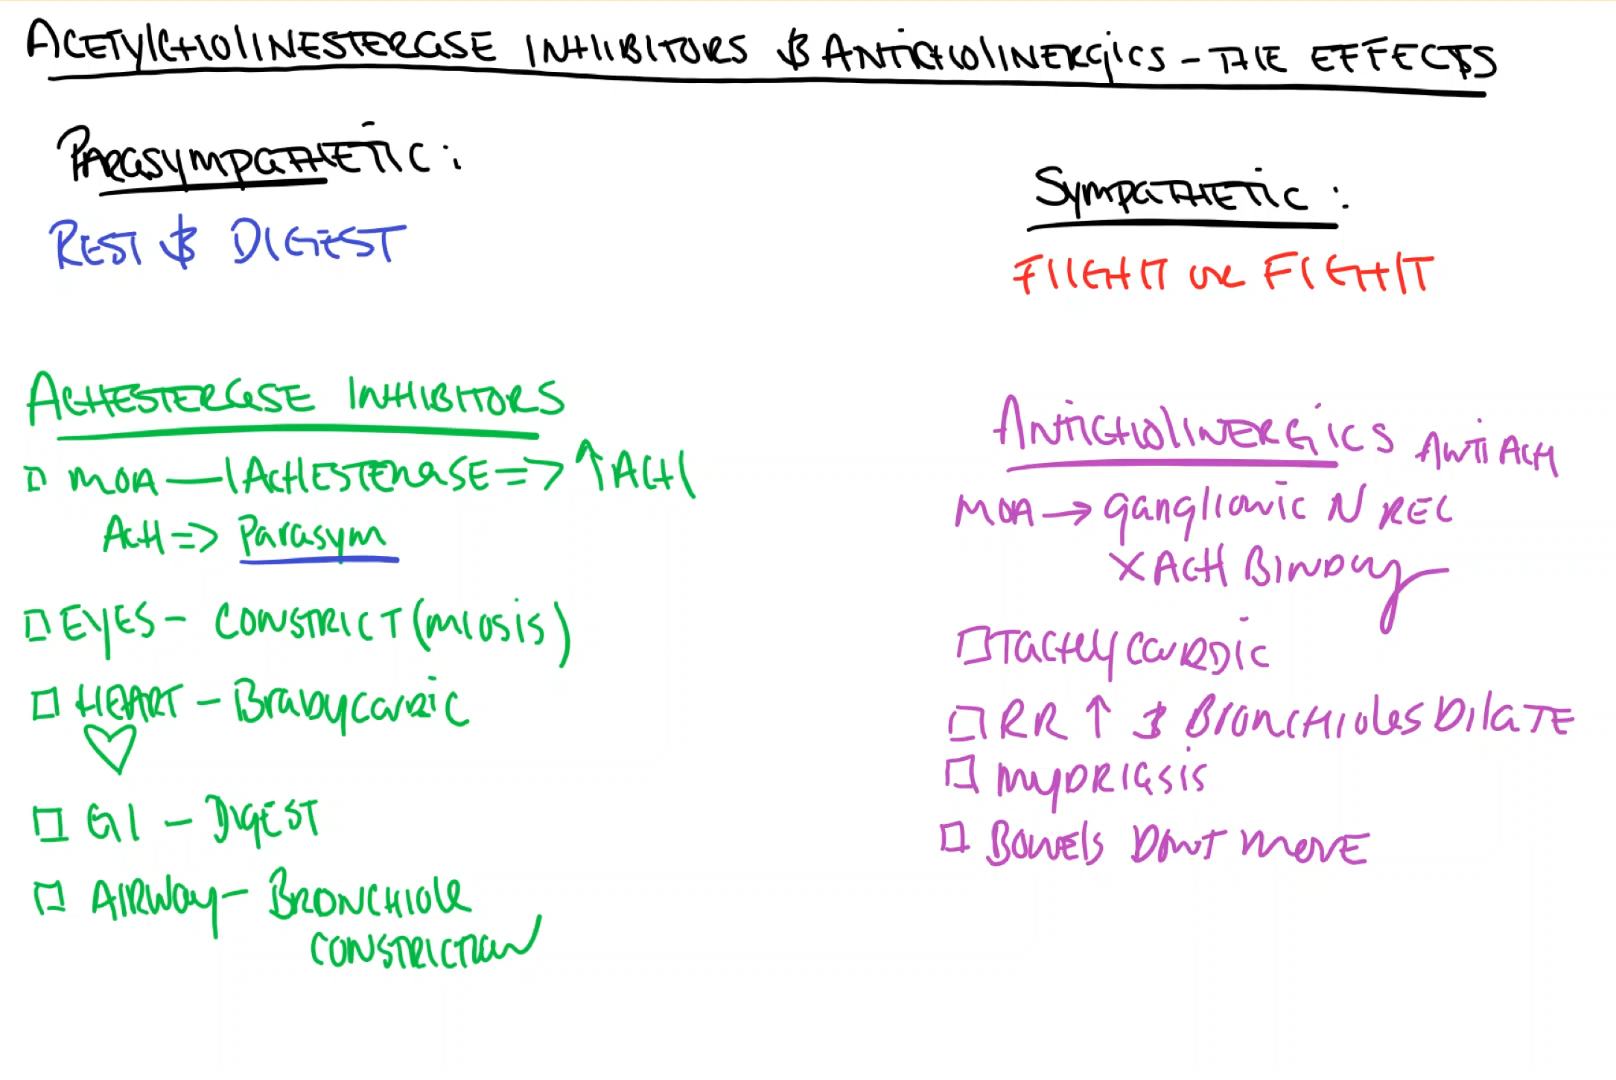 ACETYLCHOLINESTERASE INHIBITORS & ANTICHOLINERGICS - THE EFFECTS
PARASYMPATHETIC:
REST & DIGEST
ACHESTERASE INHIBITORS
MOA —| ACHESTERASE => ↑ACH
ACH => Parasym
EYES - CONSTRICT (MIOSIS)
HEART - Bradycardic
GI - DIGEST
AIRWAY - BRONCHIOLE
CONSTRICTION
SYMPATHETIC:
FLIGHT or FIGHT
ANTICHOLINERGICS ANTI ACH
MOA → ganglionic N REC
X ACH BINDING
TACHYCARDIC
RR ↑ & BRONCHIOLES DILATE
MYDRIASIS
BOWELS DONT MOVE